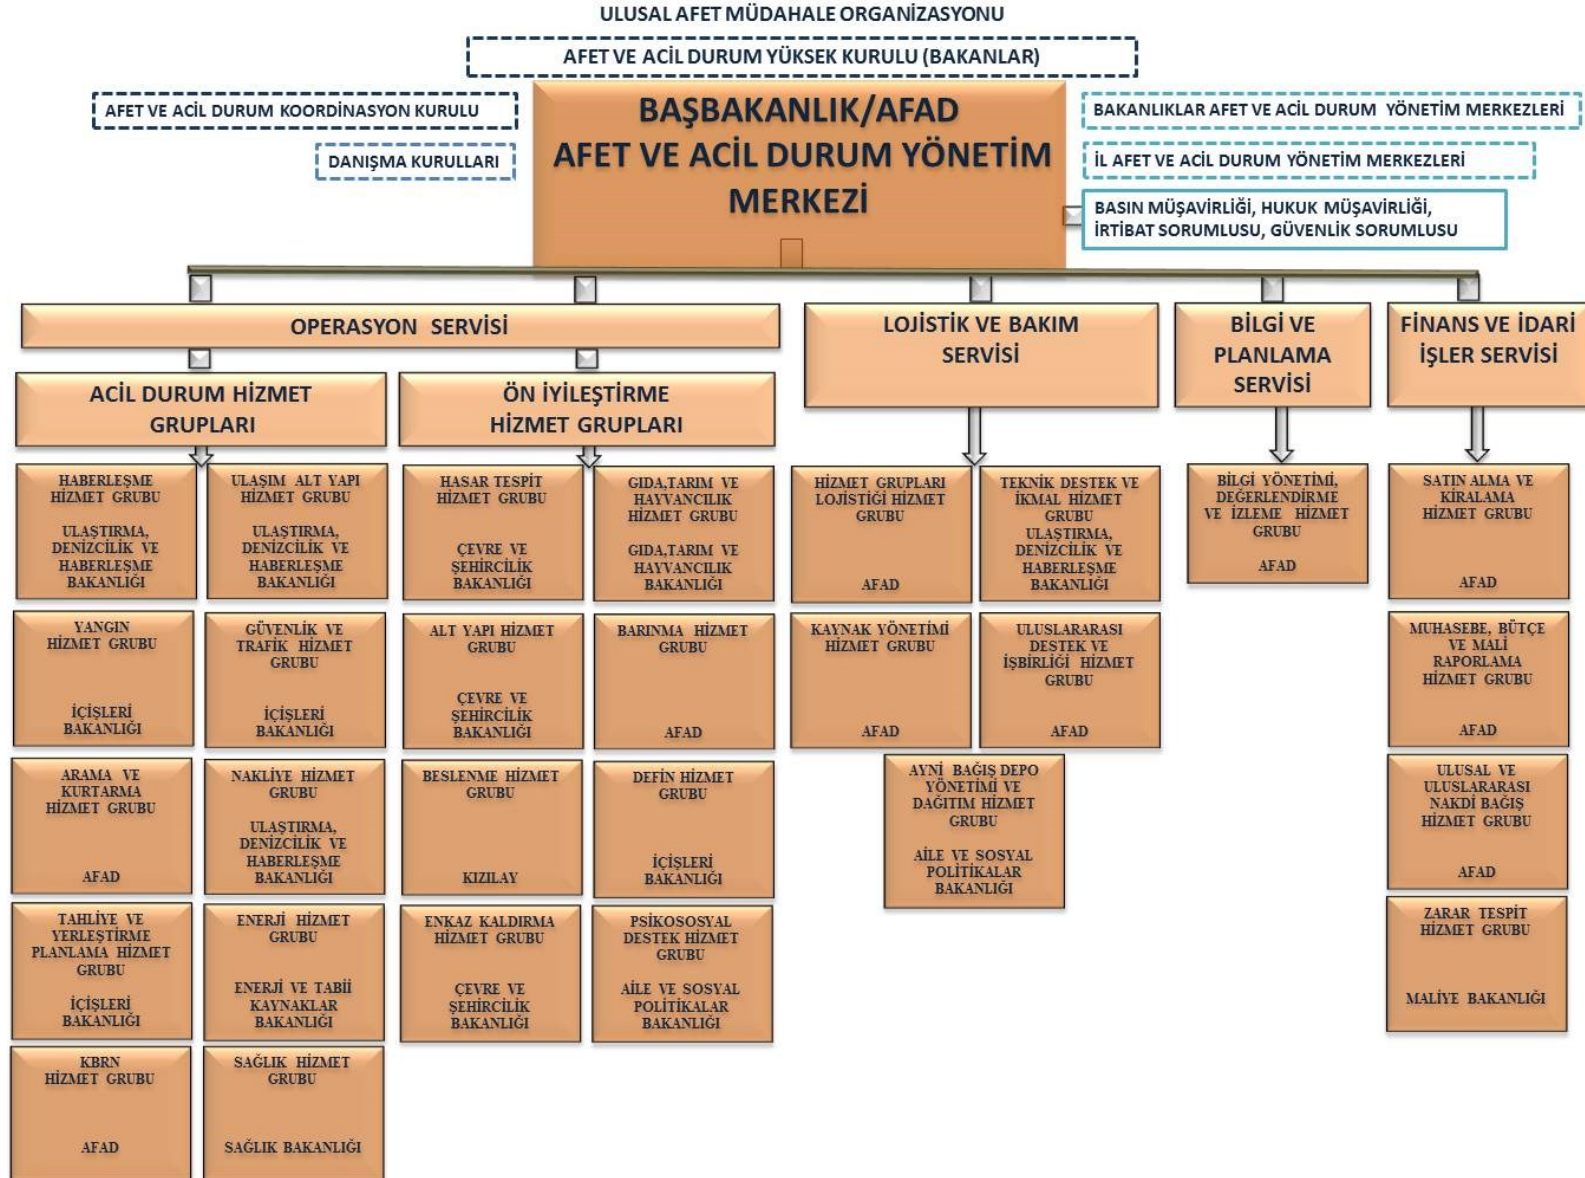 ULUSAL AFET MÜDAHALE ORGANİZASYONU
AFET VE ACİL DURUM YÜKSEK KURULU (BAKANLAR)
AFET VE ACİL DURUM KOORDİNASYON KURULU
DANIŞMA KURULLARI
BAŞBAKANLIK/AFAD
AFET VE ACİL DURUM YÖNETİM
MERKEZİ
BAKANLIKLAR AFET VE ACİL DURUM YÖNETİM MERKEZLERİ
İL AFET VE ACİL DURUM YÖNETİM MERKEZLERİ
BASIN MÜŞAVİRLİĞİ, HUKUK MÜŞAVİRLİĞİ,
İRTİBAT SORUMLUSU, GÜVENLİK SORUMLUSU
OPERASYON SERVİSİ
LOJİSTİK VE BAKIM
SERVİSİ
BİLGİ VE
PLANLAMA
SERVİSİ
FİNANS VE İDARİ
İŞLER SERVİSİ
ACİL DURUM HİZMET
GRUPLARI
ÖN İYİLEŞTİRME
HİZMET GRUPLARI
HABERLEŞME
HİZMET GRUBU
ULAŞTIRMA,
DENİZCİLİK VE
HABERLEŞME
BAKANLIĞI
ULAŞIM ALT YAPI
HİZMET GRUBU
ULAŞTIRMA,
DENİZCİLİK VE
HABERLEŞME
BAKANLIĞI
HASAR TESPİT
HİZMET GRUBU
ÇEVRE VE
ŞEHİRCİLİK
BAKANLIĞI
GIDA,TARIM VE
HAYVANCILIK
HİZMET GRUBU
GIDA,TARIM VE
HAYVANCILIK
BAKANLIĞI
HİZMET GRUPLARI
LOJİSTİĞİ HİZMET
GRUBU
AFAD
TEKNİK DESTEK VE
İKMAL HİZMET
GRUBU
ULAŞTIRMA,
DENİZCİLİK VE
HABERLEŞME
BAKANLIĞI
BİLGİ YÖNETİMİ,
DEĞERLENDİRME
VE İZLEME HİZMET
GRUBU
AFAD
SATIN ALMA VE
KİRALAMA
HİZMET GRUBU
AFAD
YANGIN
HİZMET GRUBU
İÇİŞLERİ
BAKANLIĞI
GÜVENLİK VE
TRAFİK HİZMET
GRUBU
İÇİŞLERİ
BAKANLIĞI
ALT YAPI HİZMET
GRUBU
ÇEVRE VE
ŞEHİRCİLİK
BAKANLIĞI
BARINMA HİZMET
GRUBU
AFAD
KAYNAK YÖNETİMİ
HİZMET GRUBU
AFAD
ULUSLARARASI
DESTEK VE
İŞBİRLİĞİ HİZMET
GRUBU
AFAD
MUHASEBE, BÜTÇE
VE MALİ
RAPORLAMA
HİZMET GRUBU
AFAD
ARAMA VE
KURTARMA
HİZMET GRUBU
AFAD
NAKLİYE HİZMET
GRUBU
ULAŞTIRMA,
DENİZCİLİK VE
HABERLEŞME
BAKANLIĞI
BESLENME HİZMET
GRUBU
KIZILAY
DEFİN HİZMET
GRUBU
İÇİŞLERİ
BAKANLIĞI
AYNİ BAĞIŞ DEPO
YÖNETİMİ VE
DAĞITIM HİZMET
GRUBU
AİLE VE SOSYAL
POLİTİKALAR
BAKANLIĞI
ULUSAL VE
ULUSLARARASI
NAKDİ BAĞIŞ
HİZMET GRUBU
AFAD
TAHLİYE VE
YERLEŞTİRME
PLANLAMA HİZMET
GRUBU
İÇİŞLERİ
BAKANLIĞI
ENERJİ HİZMET
GRUBU
ENERJİ VE TABİİ
KAYNAKLAR
BAKANLIĞI
ENKAZ KALDIRMA
HİZMET GRUBU
ÇEVRE VE
ŞEHİRCİLİK
BAKANLIĞI
PSİKOSOSYAL
DESTEK HİZMET
GRUBU
AİLE VE SOSYAL
POLİTİKALAR
BAKANLIĞI
ZARAR TESPİT
HİZMET GRUBU
MALİYE BAKANLIĞI
KBRN
HİZMET GRUBU
AFAD
SAĞLIK HİZMET
GRUBU
SAĞLIK BAKANLIĞI